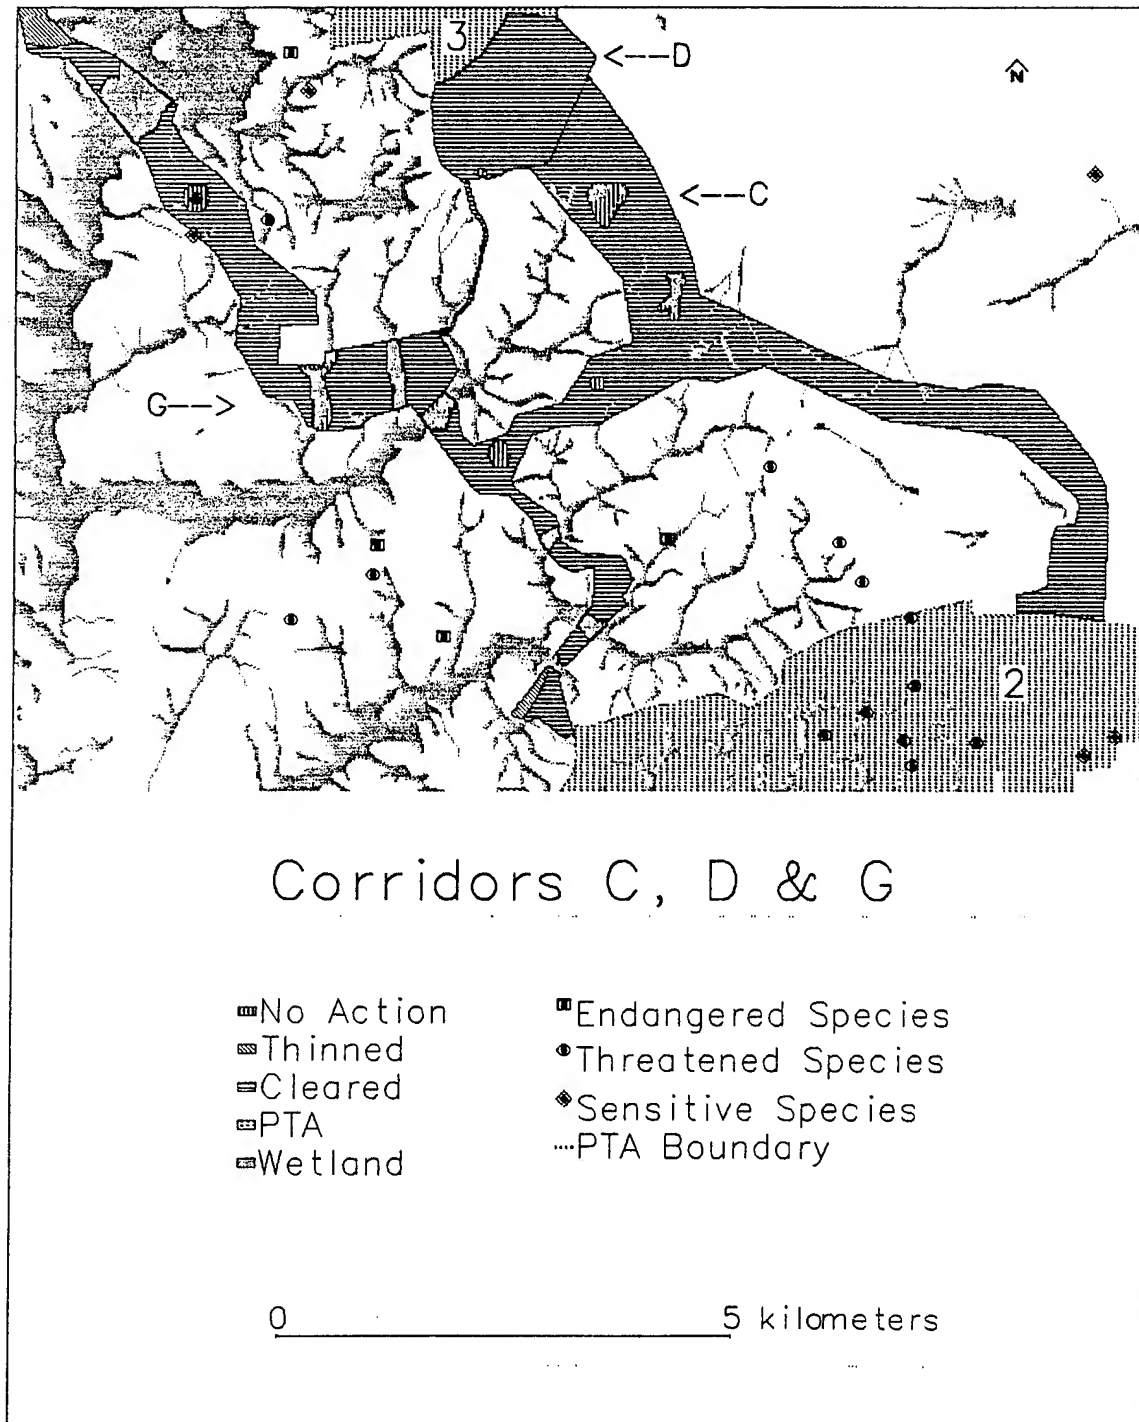 3
<---D
N
<---C
G--->
2
Corridors C, D & G
No Action
Thinned
Cleared
PTA
Wetland
Endangered Species
Threatened Species
Sensitive Species
PTA Boundary
0 5 kilometers